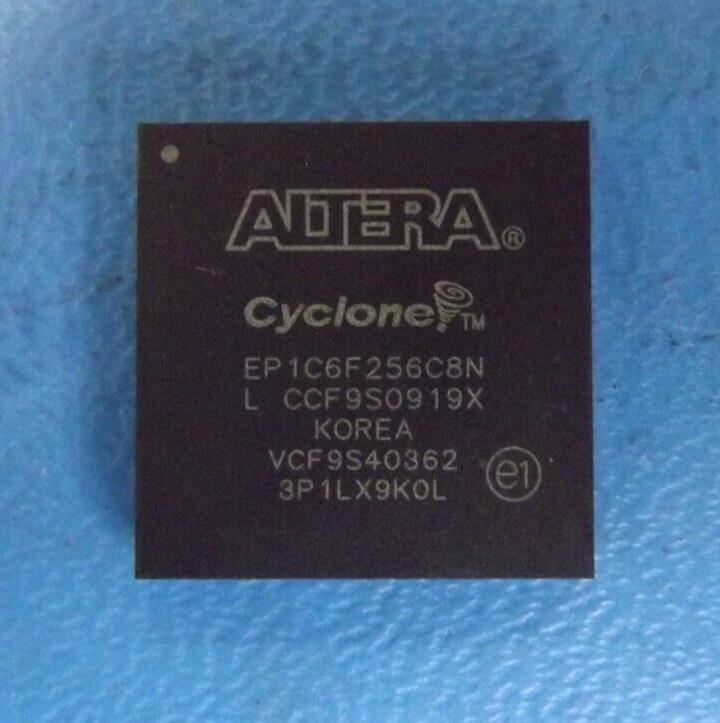 ALTERA®
Cyclone™
EP1C6F256C8N
L CCF9S0919X
KOREA
VCF9S40362
3P1LX9K0L
e1